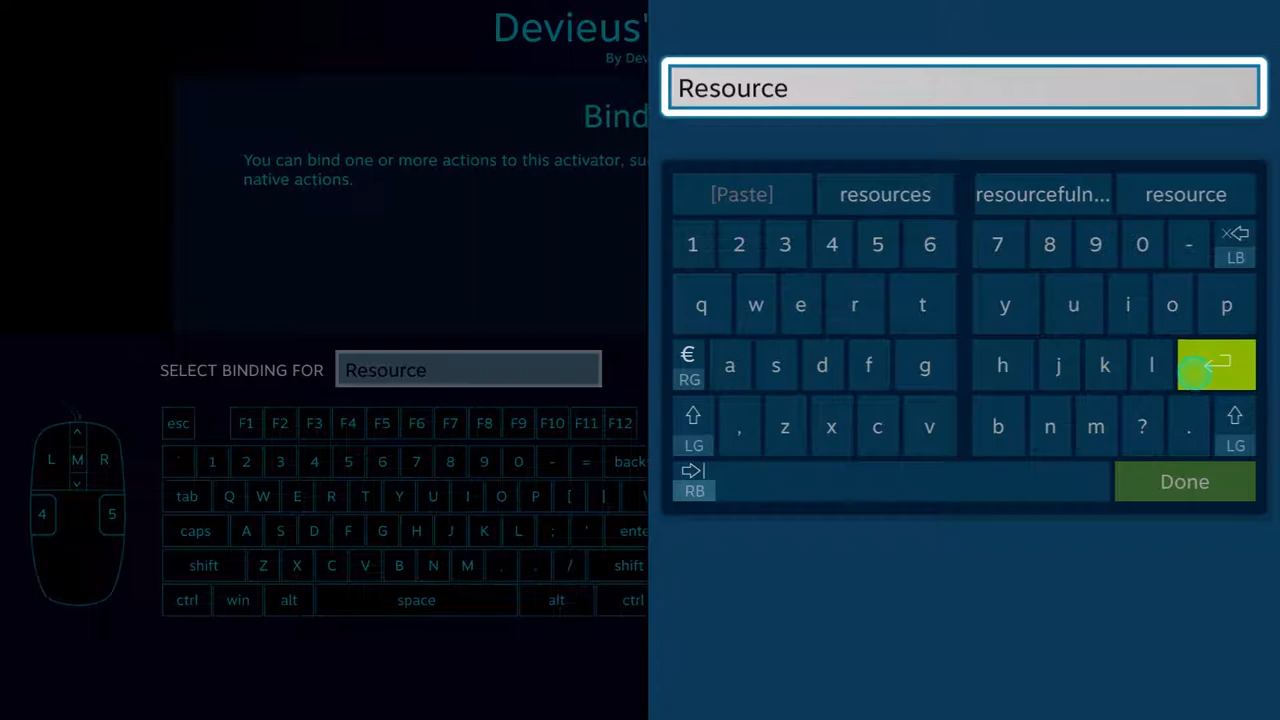 Devieus'
By Dev
Bind
You can bind one or more actions to this activator, su
native actions.
SELECT BINDING FOR Resource
L M R
4 5
esc F1 F2 F3 F4 F5 F6 F7 F8 F9 F10 F11 F12
` 1 2 3 4 5 6 7 8 9 0 - = back
tab Q W E R T Y U I O P [ ] \
caps A S D F G H J K L ; ' ente
shift Z X C V B N M , . / shift
ctrl win alt space alt ctrl
Resource
[Paste] resources resourcefuln... resource
1 2 3 4 5 6 7 8 9 0 -
LB
q w e r t y u i o p
€ a s d f g h j k l
RG
, z x c v b n m ? .
LG LG
RB Done